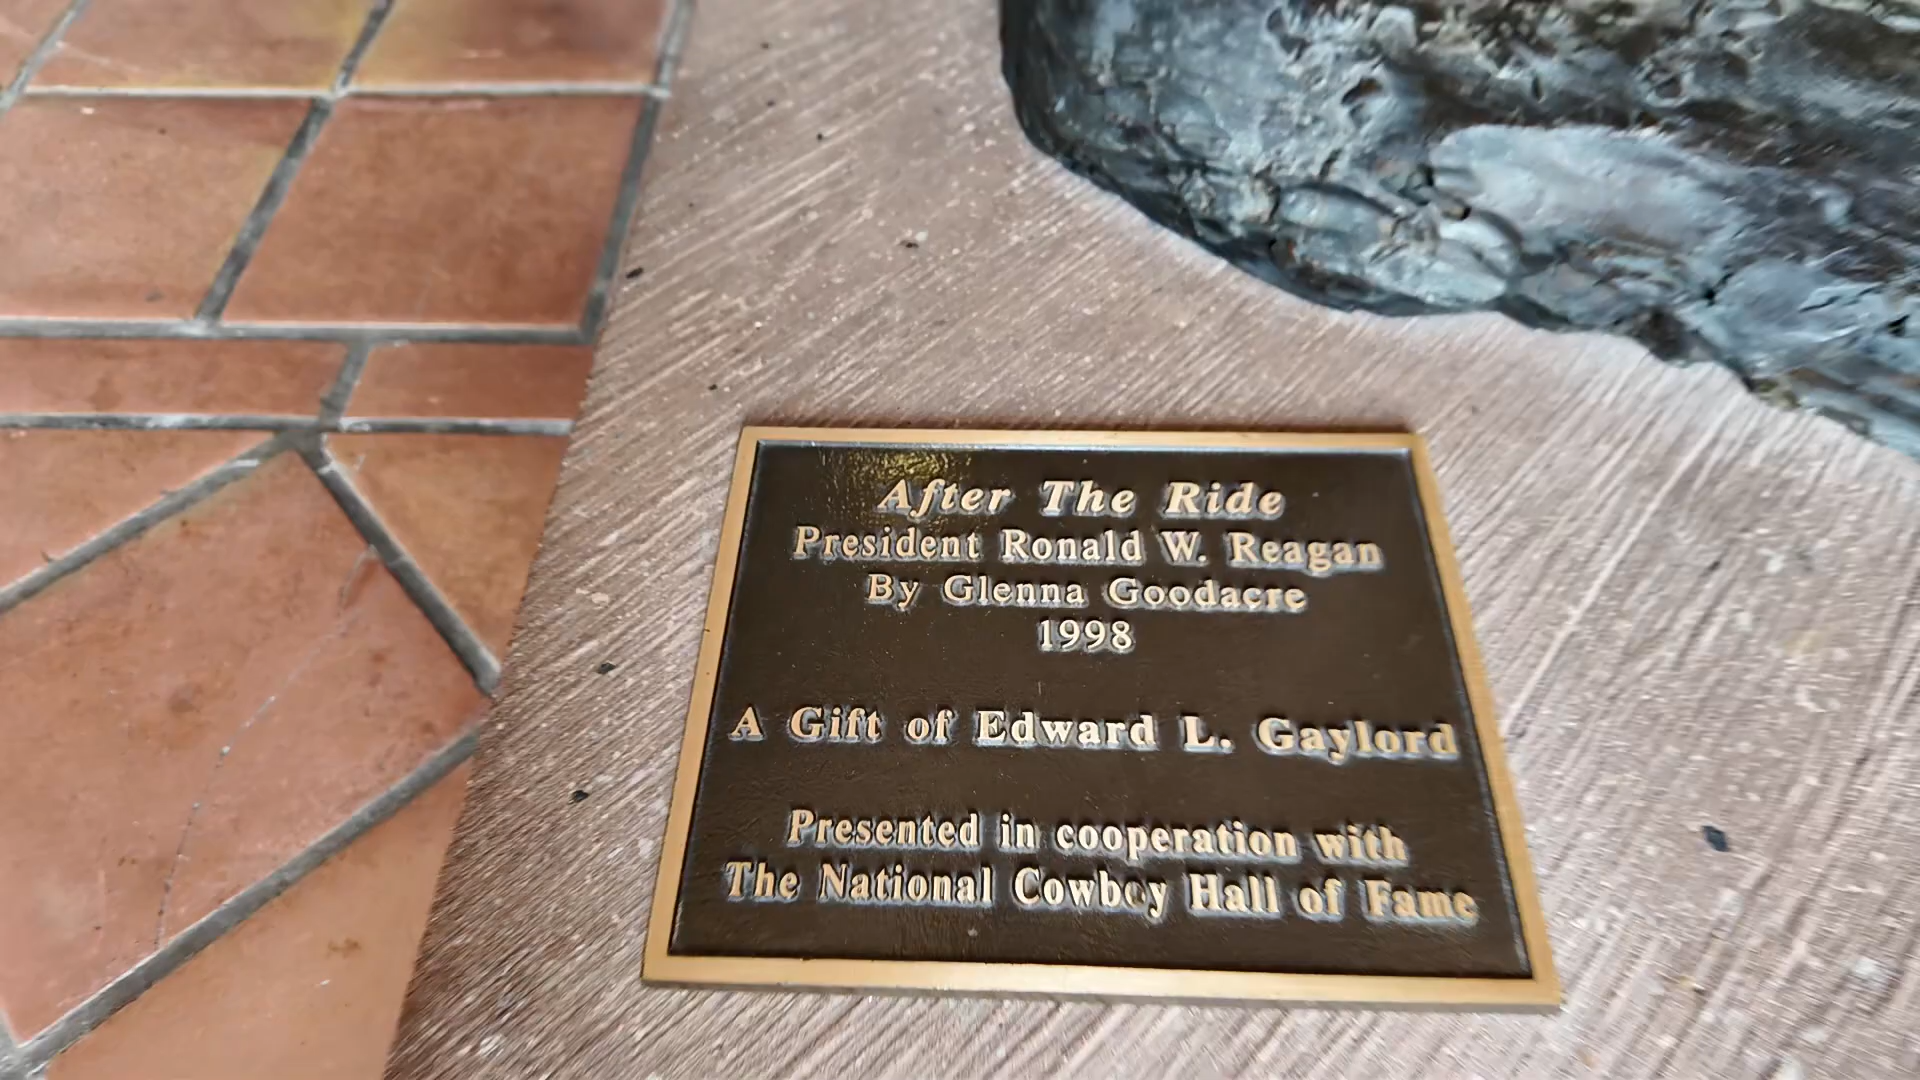 After The Ride
President Ronald W. Reagan
By Glenna Goodacre
1998
A Gift of Edward L. Gaylord
Presented in cooperation with
The National Cowboy Hall of Fame